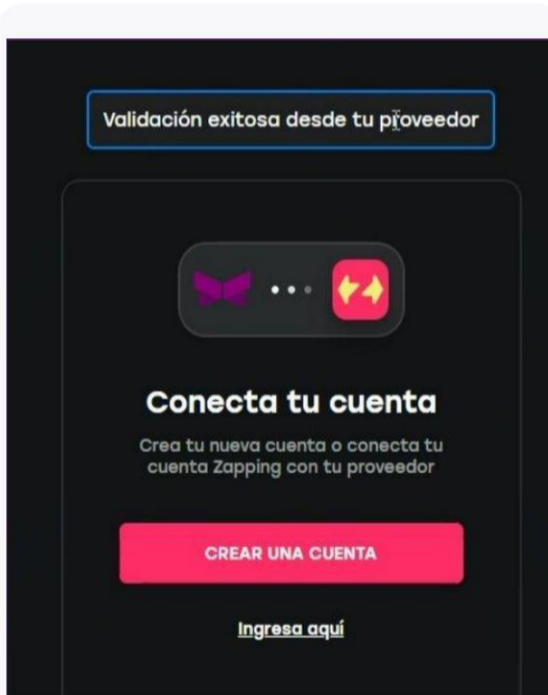 Validación exitosa desde tu proveedor
Conecta tu cuenta
Crea tu nueva cuenta o conecta tu
cuenta Zapping con tu proveedor
CREAR UNA CUENTA
Ingresa aquí